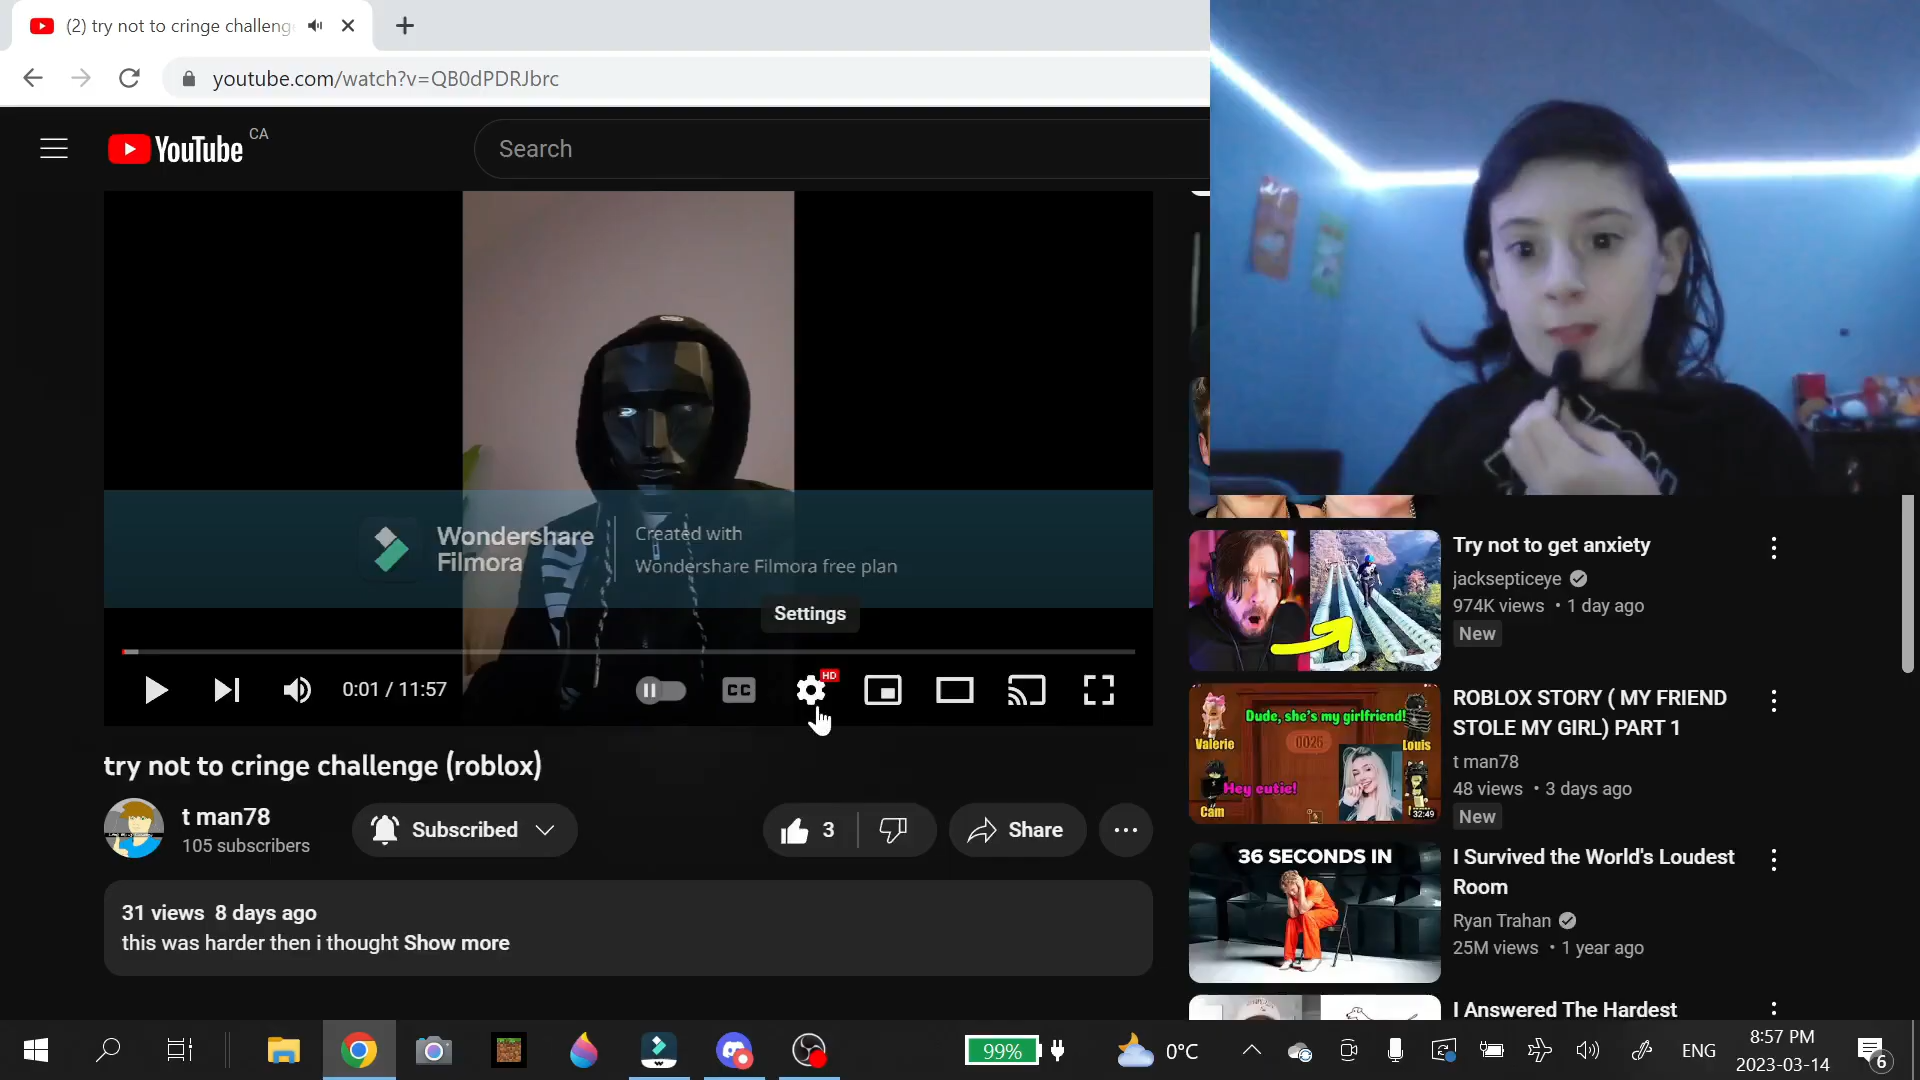 (2) try not to cringe challeng
youtube.com/watch?v=QB0dPDRJbrc
YouTube CA
Search
Wondershare
Filmora
Created with
Wondershare Filmora free plan
Settings
HD
0:01 / 11:57
CC
try not to cringe challenge (roblox)
t man78
105 subscribers
Subscribed
3
Share
31 views 8 days ago
this was harder then i thought Show more
Try not to get anxiety
jacksepticeye
974K views • 1 day ago
New
Dude, she's my girlfriend!
Valerie
0026
Louis
Hey cutie!
Cam
32:49
ROBLOX STORY ( MY FRIEND
STOLE MY GIRL) PART 1
t man78
48 views • 3 days ago
New
36 SECONDS IN
I Survived the World's Loudest
Room
Ryan Trahan
25M views • 1 year ago
I Answered The Hardest
99%
0°C
ENG
8:57 PM
2023-03-14
6